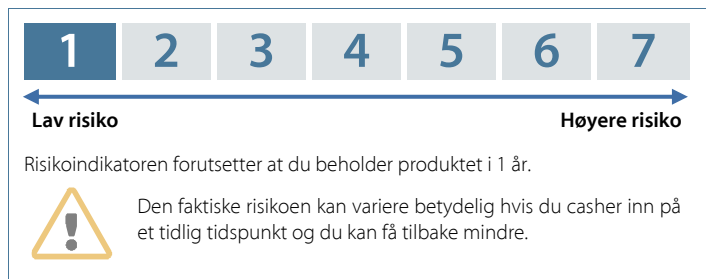 1 2 3 4 5 6 7
Lav risiko Høyere risiko
Risikoindikatoren forutsetter at du beholder produktet i 1 år.
Den faktiske risikoen kan variere betydelig hvis du casher inn på
et tidlig tidspunkt og du kan få tilbake mindre.